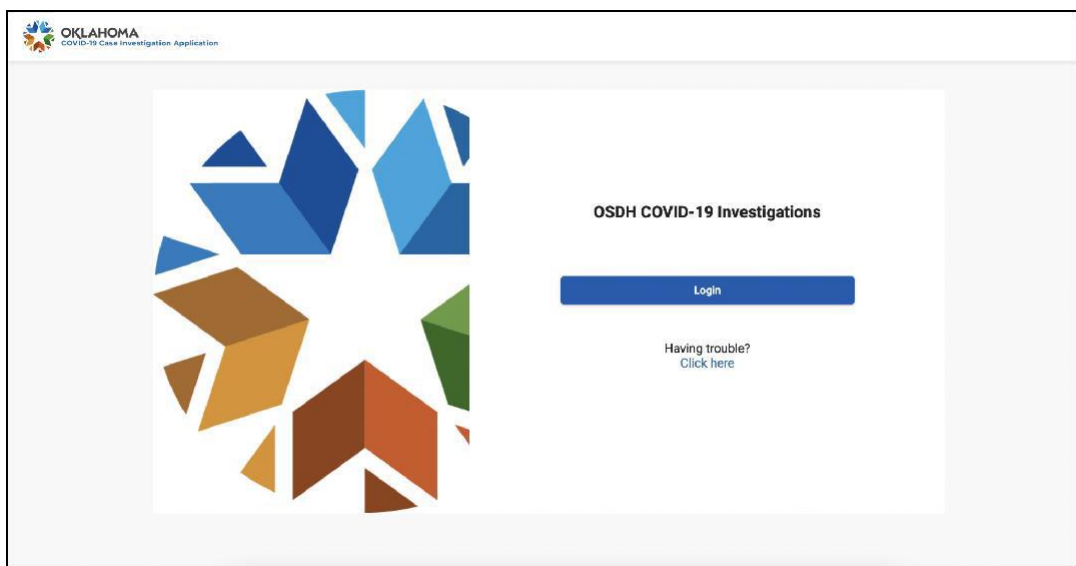 OKLAHOMA
COVID-19 Case Investigation Application
OSDH COVID-19 Investigations
Login
Having trouble?
Click here